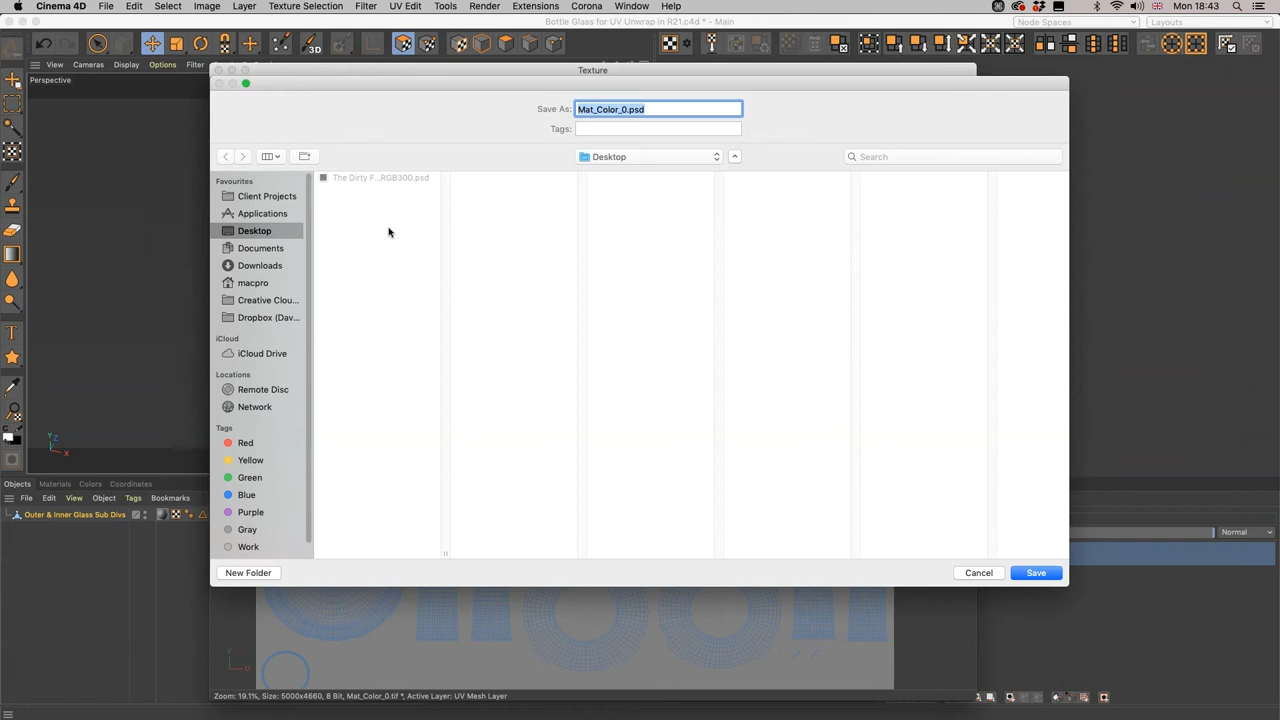 Cinema 4D File Edit Select Image Layer Texture Selection Filter UV Edit Tools Render Extensions Corona Window Help Mon 18:43
Bottle Glass for UV Unwrap in R21.c4d * - Main
Node Spaces Layouts
View Cameras Display Options Filter
Texture
Perspective
Save As: Mat_Color_0.psd
Tags:
Desktop
Search
Favourites
The Dirty F...RGB300.psd
Client Projects
Applications
Desktop
Documents
Downloads
macpro
Creative Clou...
Dropbox (Dav...
iCloud
iCloud Drive
Locations
Remote Disc
Network
Tags
Red
Yellow
Green
Blue
Purple
Gray
Work
Y
Z
X
Objects Materials Colors Coordinates
File Edit View Object Tags Bookmarks
Outer & Inner Glass Sub Divs
Normal
New Folder Cancel Save
V
U
Zoom: 19.1%, Size: 5000x4660, 8 Bit, Mat_Color_0.tif *, Active Layer: UV Mesh Layer